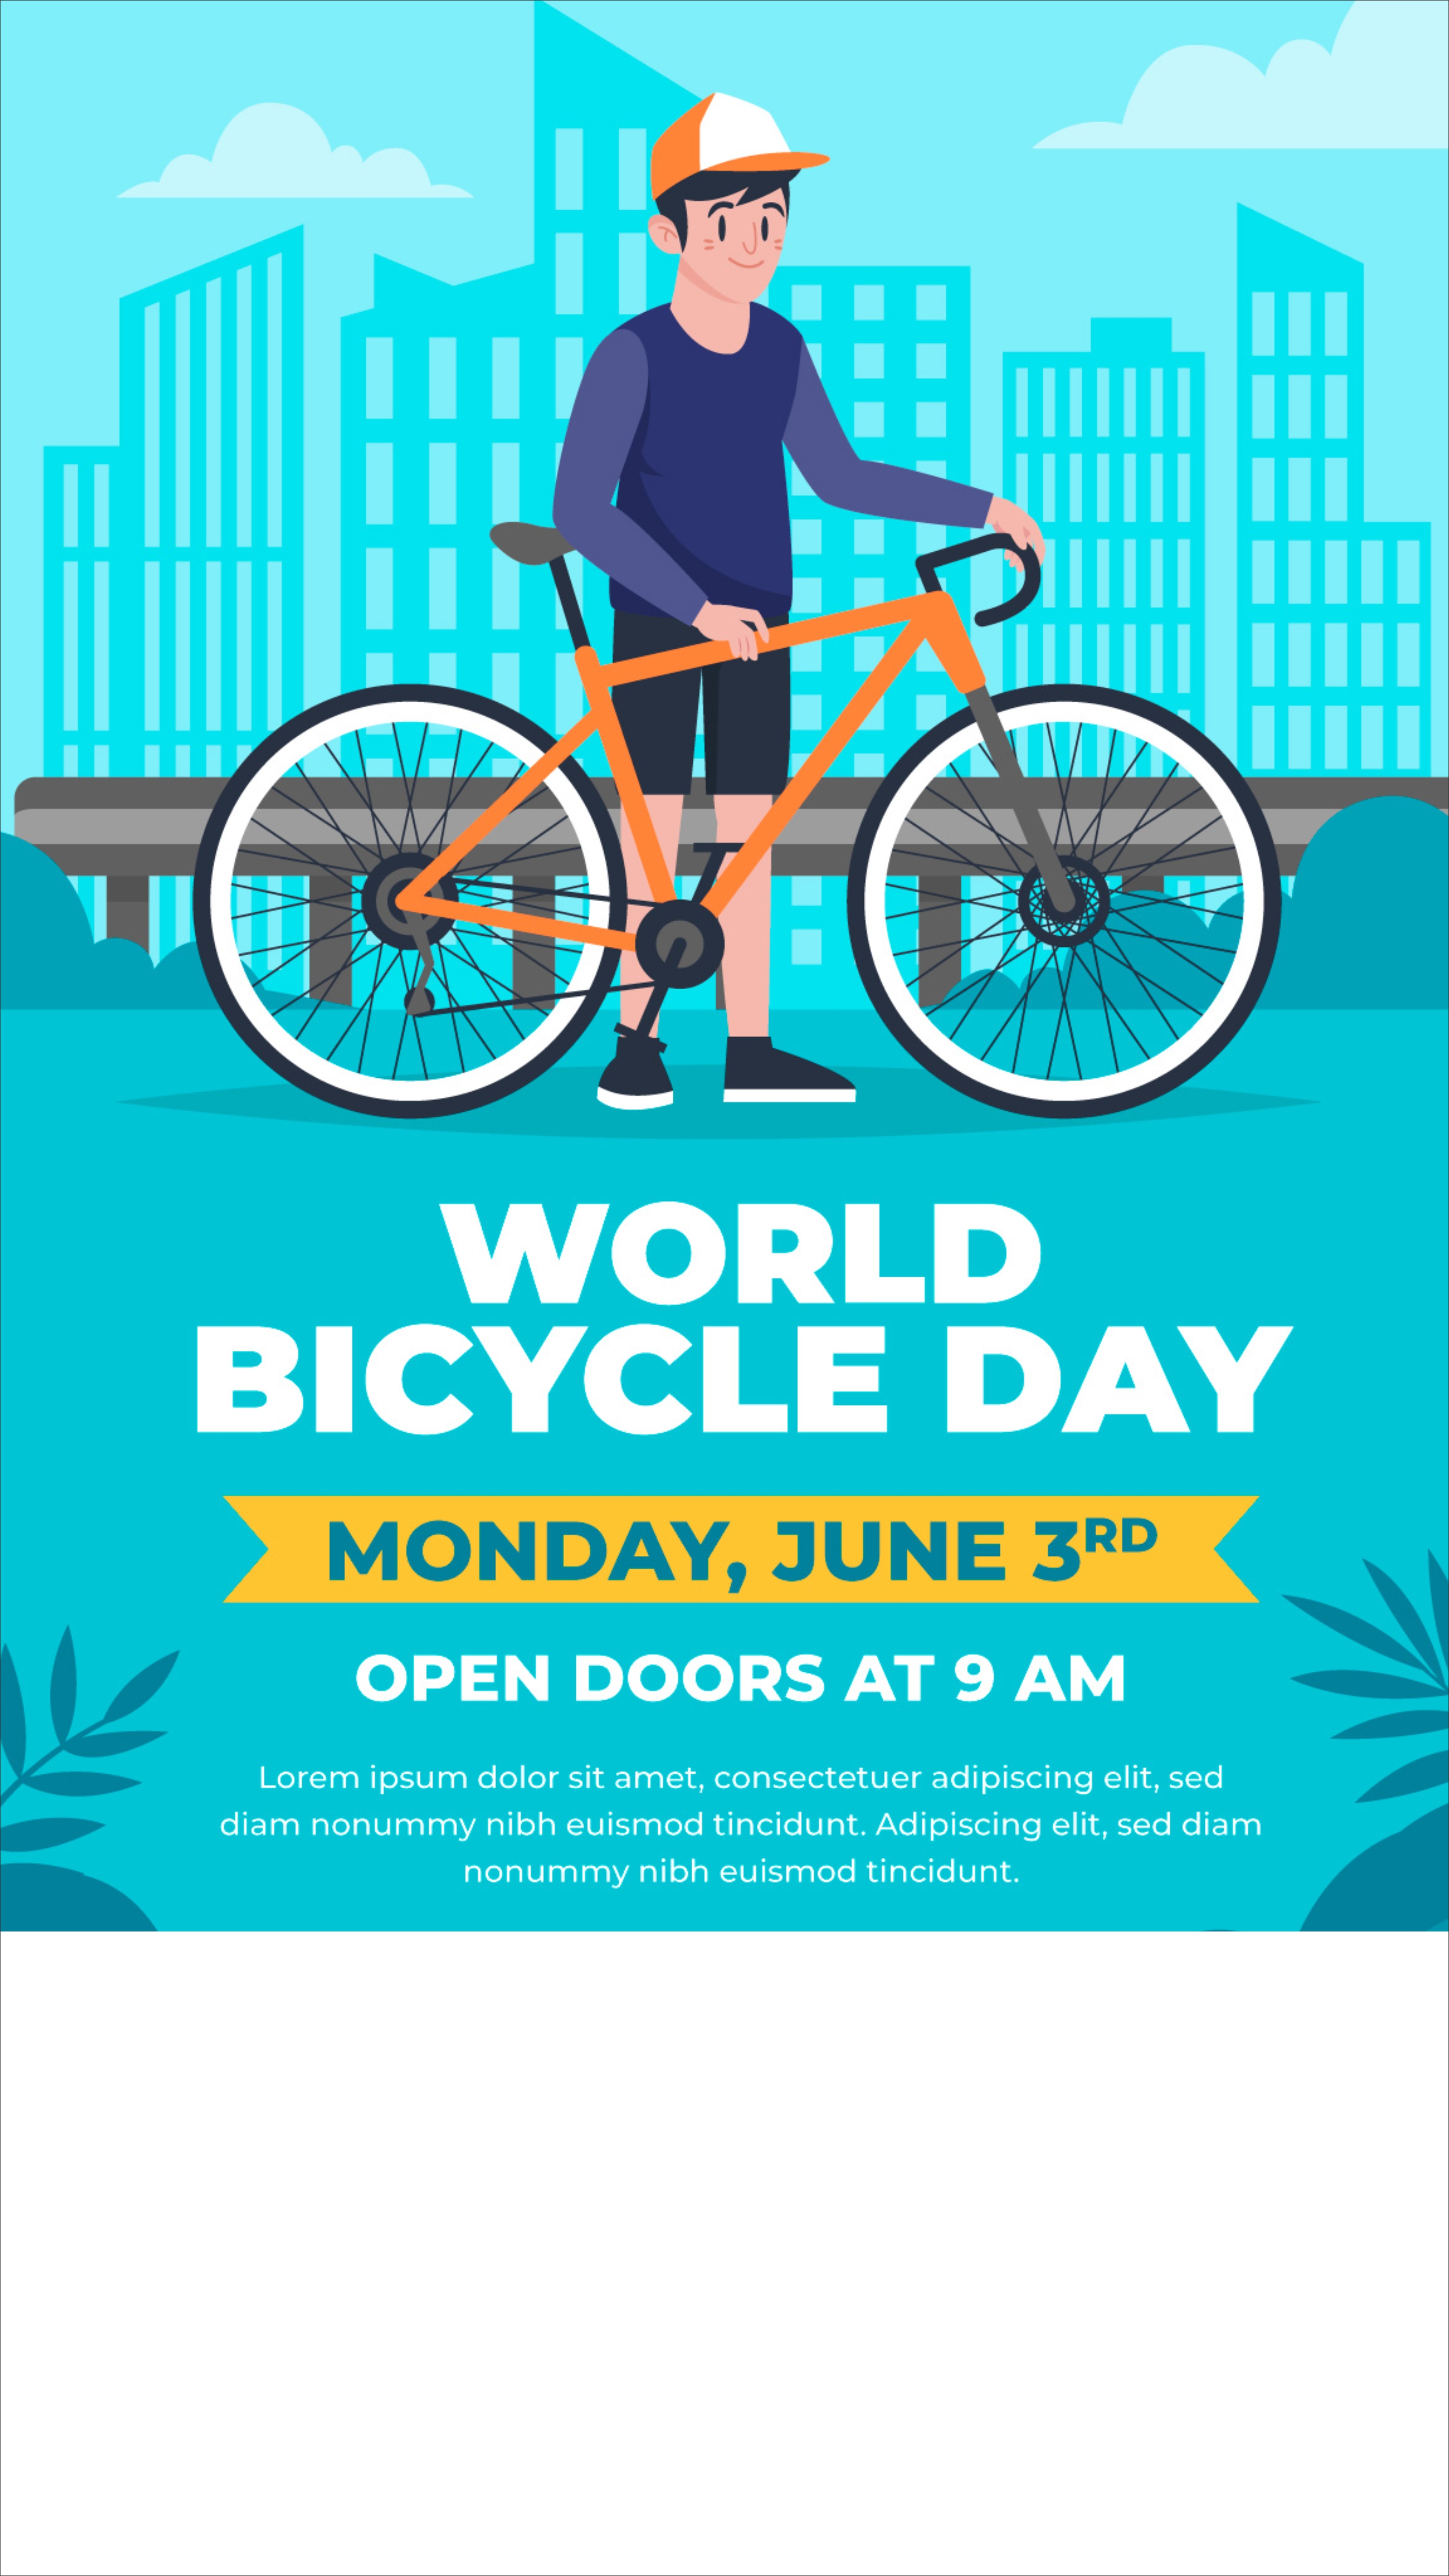 WORLD
BICYCLE DAY
MONDAY, JUNE 3RD
OPEN DOORS AT 9 AM
Lorem ipsum dolor sit amet, consectetuer adipiscing elit, sed
diam nonummy nibh euismod tincidunt. Adipiscing elit, sed diam
nonummy nibh euismod tincidunt.